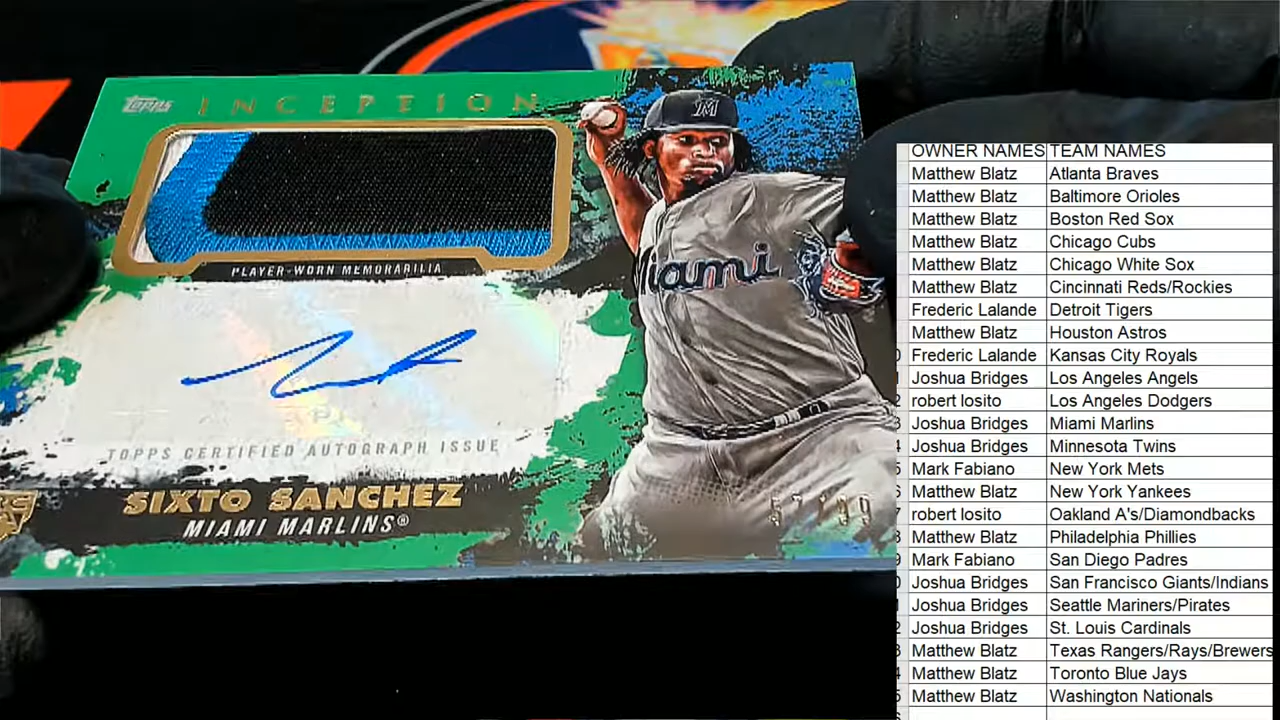 Topps INCEPTION
M
PLAYER-WORN MEMORABILIA
Miami
TOPPS CERTIFIED AUTOGRAPH ISSUE
SIXTO SANCHEZ
MIAMI MARLINS®
57/99
OWNER NAMES TEAM NAMES
Matthew Blatz Atlanta Braves
Matthew Blatz Baltimore Orioles
Matthew Blatz Boston Red Sox
Matthew Blatz Chicago Cubs
Matthew Blatz Chicago White Sox
Matthew Blatz Cincinnati Reds/Rockies
Frederic Lalande Detroit Tigers
Matthew Blatz Houston Astros
Frederic Lalande Kansas City Royals
Joshua Bridges Los Angeles Angels
robert losito Los Angeles Dodgers
Joshua Bridges Miami Marlins
Joshua Bridges Minnesota Twins
Mark Fabiano New York Mets
Matthew Blatz New York Yankees
robert losito Oakland A's/Diamondbacks
Matthew Blatz Philadelphia Phillies
Mark Fabiano San Diego Padres
Joshua Bridges San Francisco Giants/Indians
Joshua Bridges Seattle Mariners/Pirates
Joshua Bridges St. Louis Cardinals
Matthew Blatz Texas Rangers/Rays/Brewers
Matthew Blatz Toronto Blue Jays
Matthew Blatz Washington Nationals